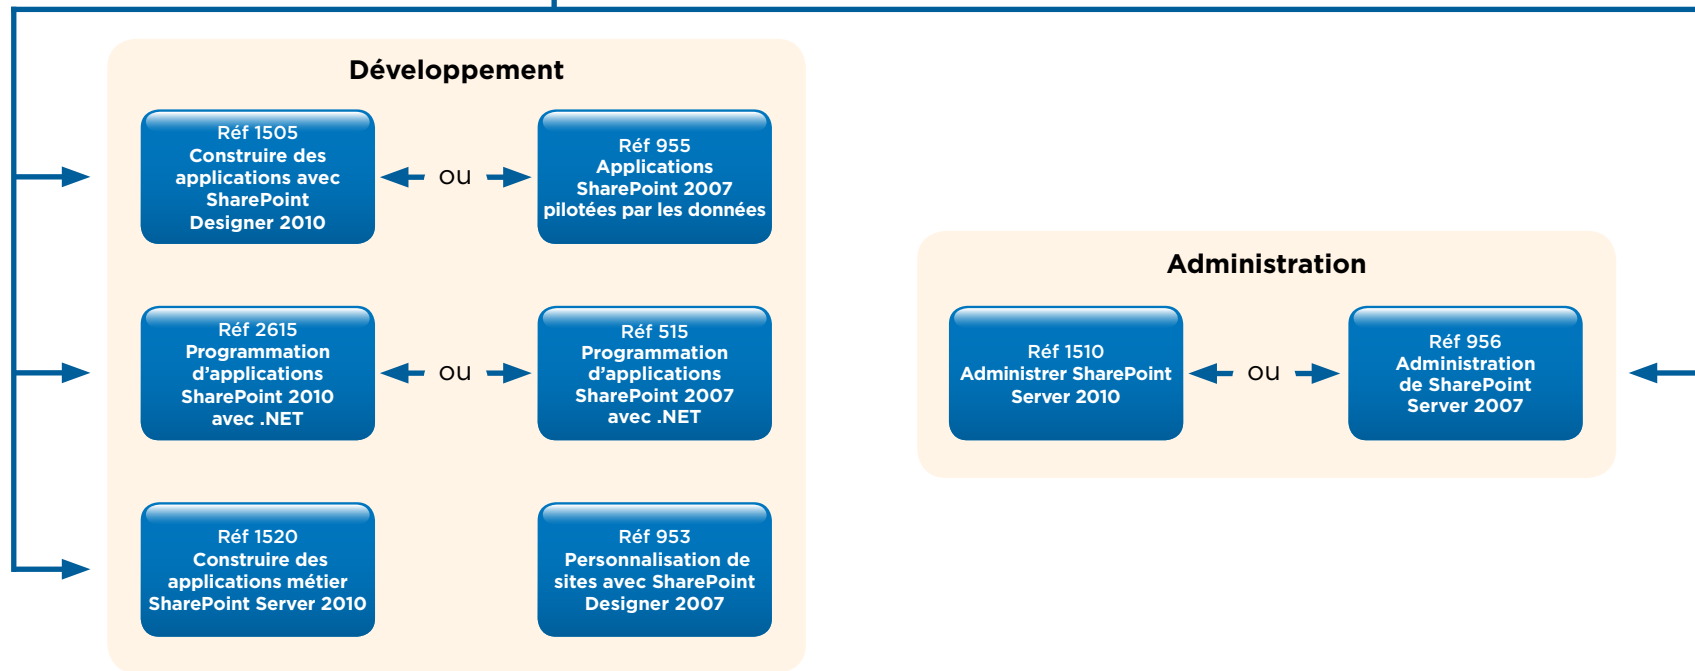 Développement
Réf 1505
Construire des
applications avec
SharePoint
Designer 2010
ou
Réf 955
Applications
SharePoint 2007
pilotées par les données
Réf 2615
Programmation
d’applications
SharePoint 2010
avec .NET
ou
Réf 515
Programmation
d’applications
SharePoint 2007
avec .NET
Réf 1520
Construire des
applications métier
SharePoint Server 2010
Réf 953
Personnalisation de
sites avec SharePoint
Designer 2007
Administration
Réf 1510
Administrer SharePoint
Server 2010
ou
Réf 956
Administration
de SharePoint
Server 2007